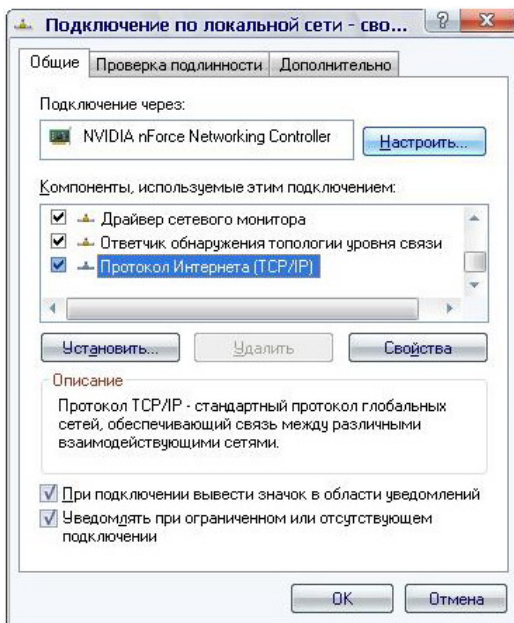 Подключение по локальной сети - сво...
Общие
Проверка подлинности
Дополнительно
Подключение через:
NVIDIA nForce Networking Controller
Настроить...
Компоненты, используемые этим подключением:
Драйвер сетевого монитора
Ответчик обнаружения топологии уровня связи
Протокол Интернета (TCP/IP)
Установить...
Удалить
Свойства
Описание
Протокол TCP/IP - стандартный протокол глобальных
сетей, обеспечивающий связь между различными
взаимодействующими сетями.
При подключении вывести значок в области уведомлений
Уведомлять при ограниченном или отсутствующем
подключении
OK
Отмена